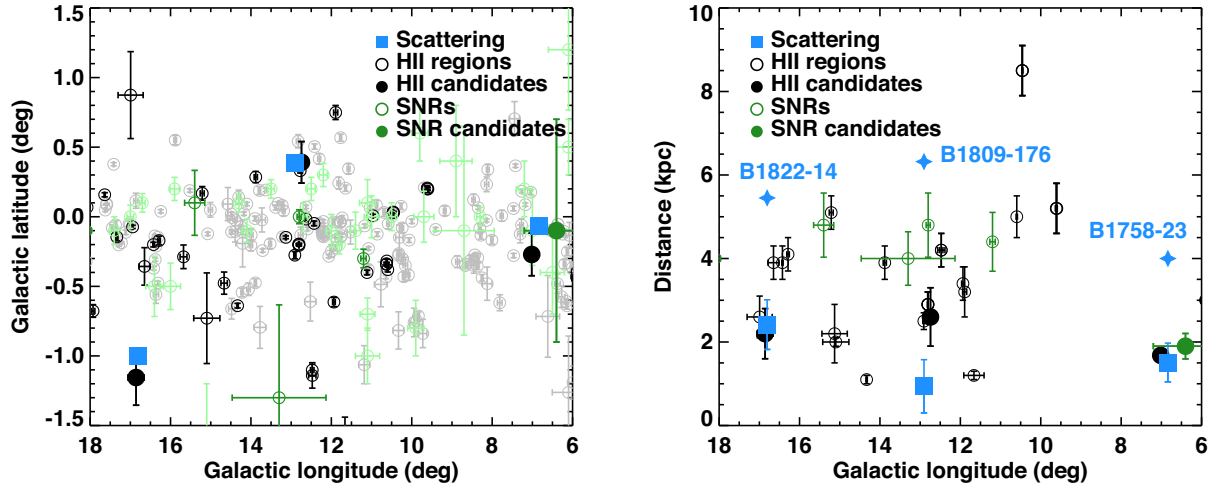 1.5
1.0
0.5
0.0
-0.5
-1.0
-1.5
Galactic latitude (deg)
Scattering
HII regions
HII candidates
SNRs
SNR candidates
18 16 14 12 10 8 6
Galactic longitude (deg)
10
8
6
4
2
0
Distance (kpc)
Scattering
HII regions
HII candidates
SNRs
SNR candidates
B1822-14
B1809-176
B1758-23
18 16 14 12 10 8 6
Galactic longitude (deg)